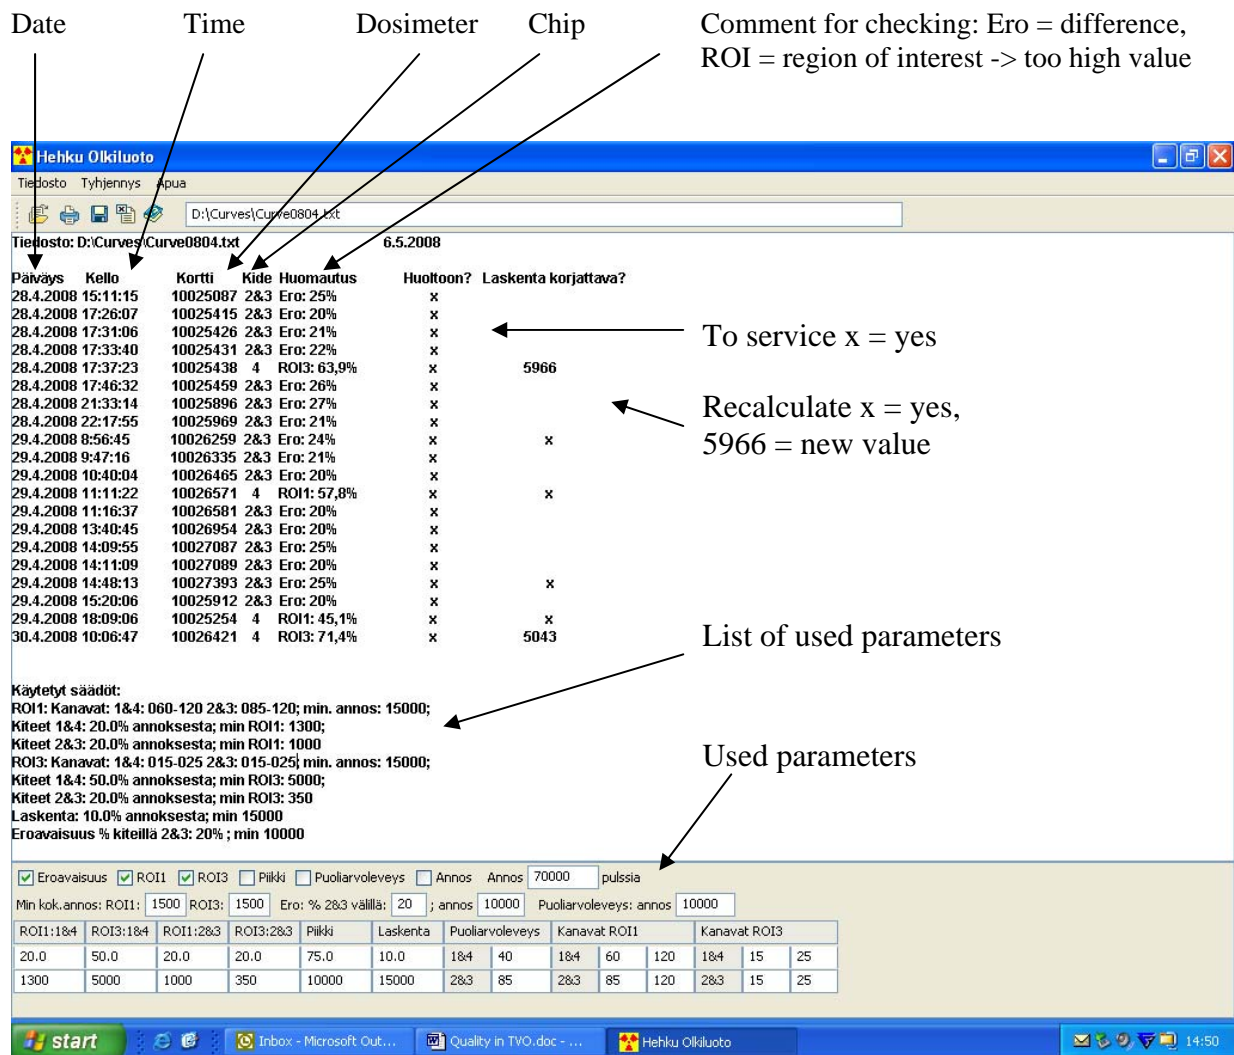 Date Time Dosimeter Chip Comment for checking: Ero = difference,
ROI = region of interest -> too high value
Hehku Olkiluoto
Tiedosto Tyhjennys Apua
D:\Curves\Curve0804.txt
Tiedosto: D:\Curves\Curve0804.txt 6.5.2008
Päiväys Kello Kortti Kide Huomautus Huoltoon? Laskenta korjattava?
28.4.2008 15:11:15 10025087 2&3 Ero: 25% x
28.4.2008 17:26:07 10025415 2&3 Ero: 20% x
28.4.2008 17:31:06 10025426 2&3 Ero: 21% x
28.4.2008 17:33:40 10025431 2&3 Ero: 22% x
To service x = yes
28.4.2008 17:37:23 10025438 4 ROI3: 63,9% x 5966
28.4.2008 17:46:32 10025459 2&3 Ero: 26% x
28.4.2008 21:33:14 10025896 2&3 Ero: 27% x
28.4.2008 22:17:55 10025969 2&3 Ero: 21% x
Recalculate x = yes,
5966 = new value
29.4.2008 8:56:45 10026259 2&3 Ero: 24% x x
29.4.2008 9:47:16 10026335 2&3 Ero: 21% x
29.4.2008 10:40:04 10026465 2&3 Ero: 20% x
29.4.2008 11:11:22 10026571 4 ROI1: 57,8% x x
29.4.2008 11:16:37 10026581 2&3 Ero: 20% x
29.4.2008 13:40:45 10026954 2&3 Ero: 20% x
29.4.2008 14:09:55 10027087 2&3 Ero: 25% x
29.4.2008 14:11:09 10027089 2&3 Ero: 20% x
29.4.2008 14:48:13 10027393 2&3 Ero: 25% x x
29.4.2008 15:20:06 10025912 2&3 Ero: 20% x
29.4.2008 18:09:06 10025254 4 ROI1: 45,1% x x
30.4.2008 10:06:47 10026421 4 ROI3: 71,4% x 5043
List of used parameters
Käytetyt säädöt:
ROI1: Kanavat: 1&4: 060-120 2&3: 085-120; min. annos: 15000;
Kiteet 1&4: 20.0% annoksesta; min ROI1: 1300;
Kiteet 2&3: 20.0% annoksesta; min ROI1: 1000
ROI3: Kanavat: 1&4: 015-025 2&3: 015-025; min. annos: 15000;
Kiteet 1&4: 50.0% annoksesta; min ROI3: 5000;
Kiteet 2&3: 20.0% annoksesta; min ROI3: 350
Laskenta: 10.0% annoksesta; min 15000
Eroavaisuus % kiteillä 2&3: 20% ; min 10000
Used parameters
Eroavaisuus ROI1 ROI3 Piikki Puoliarvoleveys Annos Annos 70000 pulssia
Min kok.annos: ROI1: 1500 ROI3: 1500 Ero: % 2&3 välillä: 20 ; annos 10000 Puoliarvoleveys: annos 10000
ROI1:1&4 ROI3:1&4 ROI1:2&3 ROI3:2&3 Piikki Laskenta Puoliarvoleveys Kanavat ROI1 Kanavat ROI3
20.0 50.0 20.0 20.0 75.0 10.0 1&4 40 1&4 60 120 1&4 15 25
1300 5000 1000 350 10000 15000 2&3 85 2&3 85 120 2&3 15 25
start Inbox - Microsoft Out... Quality in TVO.doc - ... Hehku Olkiluoto 14:50